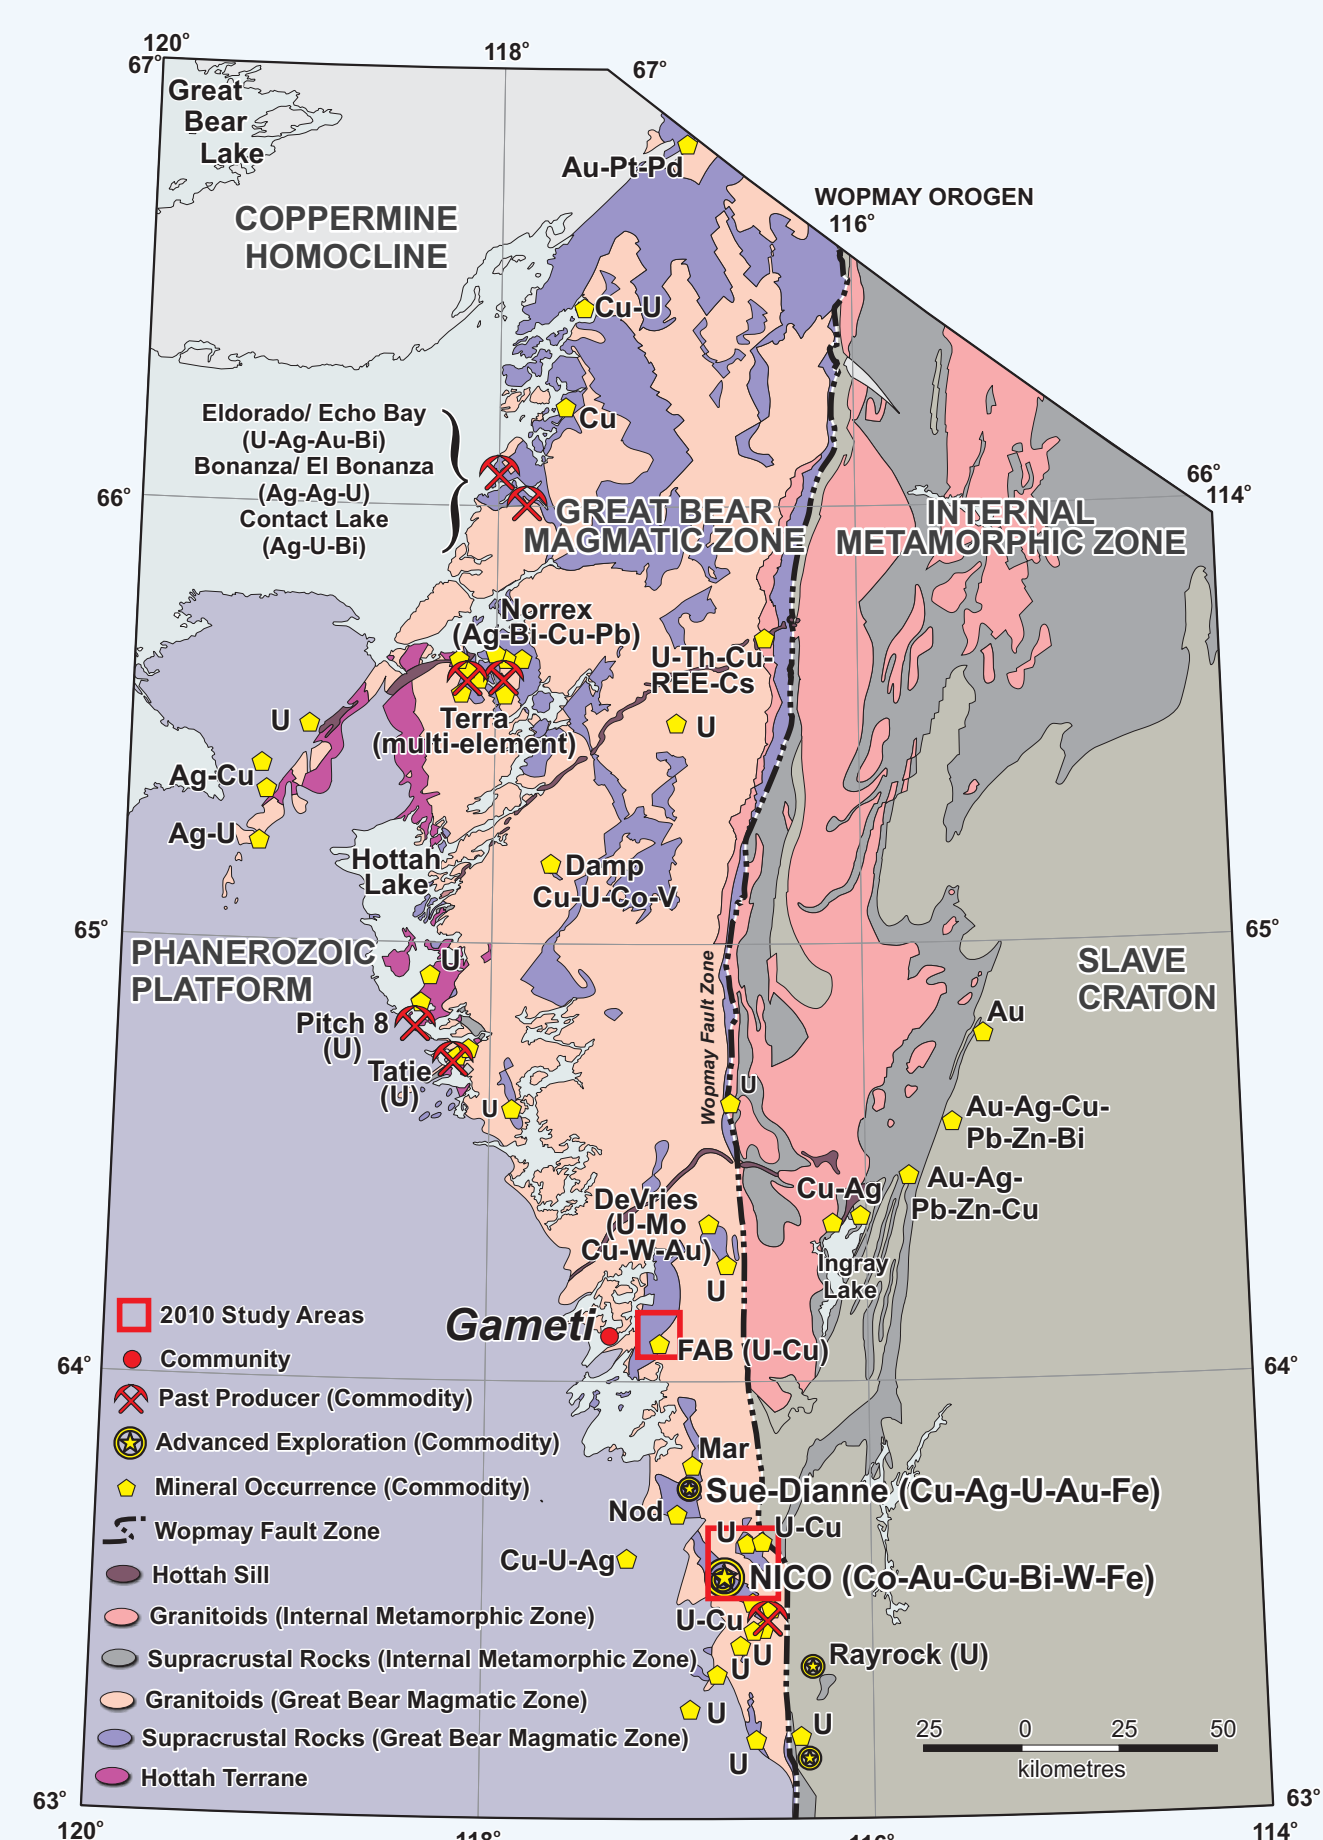 120°
67°
118°
67°
Great
Bear
Lake
Au-Pt-Pd
WOPMAY OROGEN
116°
COPPERMINE
HOMOCLINE
Cu-U
Eldorado/ Echo Bay
(U-Ag-Au-Bi)
Bonanza/ El Bonanza
(Ag-Ag-U)
Contact Lake
(Ag-U-Bi)
Cu
66°
66°
114°
GREAT BEAR
MAGMATIC ZONE
INTERNAL
METAMORPHIC ZONE
Norrex
(Ag-Bi-Cu-Pb)
U-Th-Cu-
REE-Cs
U
U
Terra
(multi-element)
Ag-Cu
Ag-U
Hottah
Lake
Damp
Cu-U-Co-V
65°
65°
PHANEROZOIC
PLATFORM
U
SLAVE
CRATON
Wopmay Fault Zone
Au
Pitch 8
(U)
Tatie
(U)
U
U
Au-Ag-Cu-
Pb-Zn-Bi
Au-Ag-
Pb-Zn-Cu
Cu-Ag
DeVries
(U-Mo
Cu-W-Au)
U
Ingray
Lake
Gameti
FAB (U-Cu)
64°
64°
2010 Study Areas
Community
Past Producer (Commodity)
Advanced Exploration (Commodity)
Mineral Occurrence (Commodity)
Wopmay Fault Zone
Hottah Sill
Granitoids (Internal Metamorphic Zone)
Supracrustal Rocks (Internal Metamorphic Zone)
Granitoids (Great Bear Magmatic Zone)
Supracrustal Rocks (Great Bear Magmatic Zone)
Hottah Terrane
Mar
Sue-Dianne (Cu-Ag-U-Au-Fe)
Nod
U
U-Cu
Cu-U-Ag
NICO (Co-Au-Cu-Bi-W-Fe)
U-Cu
U
U
Rayrock (U)
U
U
U
25 0 25 50
kilometres
63°
63°
120°
118°
116°
114°